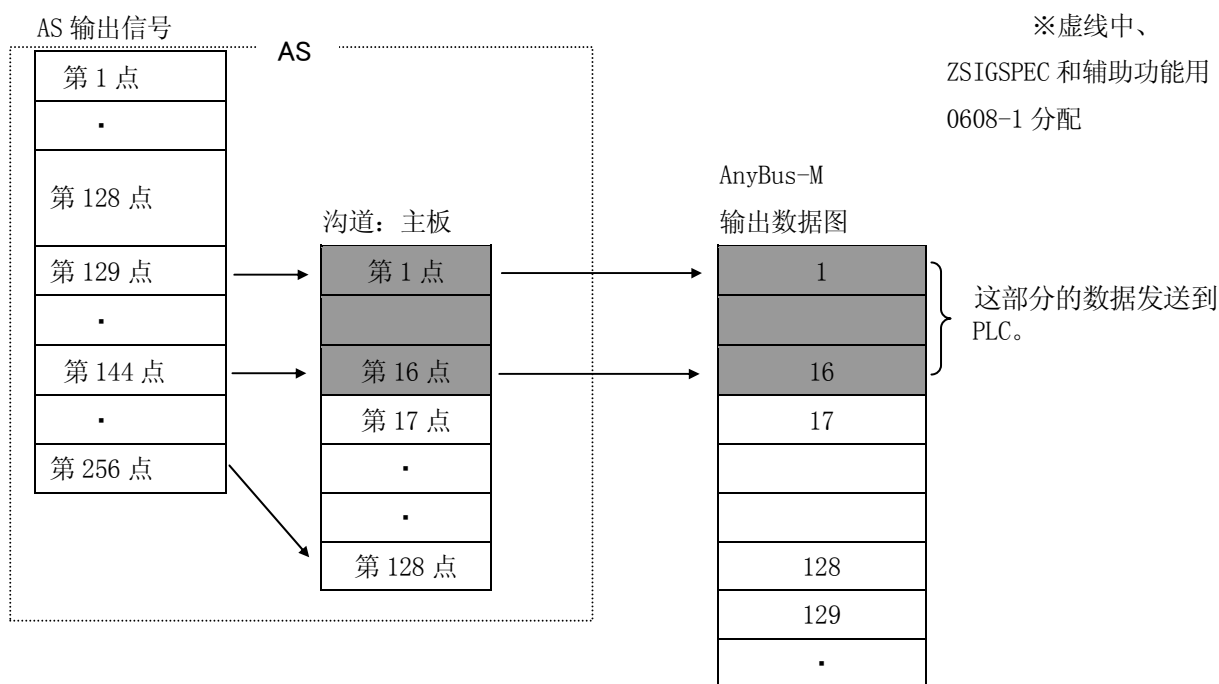 AS 输出信号
AS
第 1 点
・
第 128 点
第 129 点
・
第 144 点
・
第 256 点
沟道: 主板
第 1 点
第 16 点
第 17 点
・
・
第 128 点
AnyBus-M
输出数据图
1
16
17
128
129
・
※虚线中、
ZSIGSPEC 和辅助功能用
0608-1 分配
这部分的数据发送到
PLC。